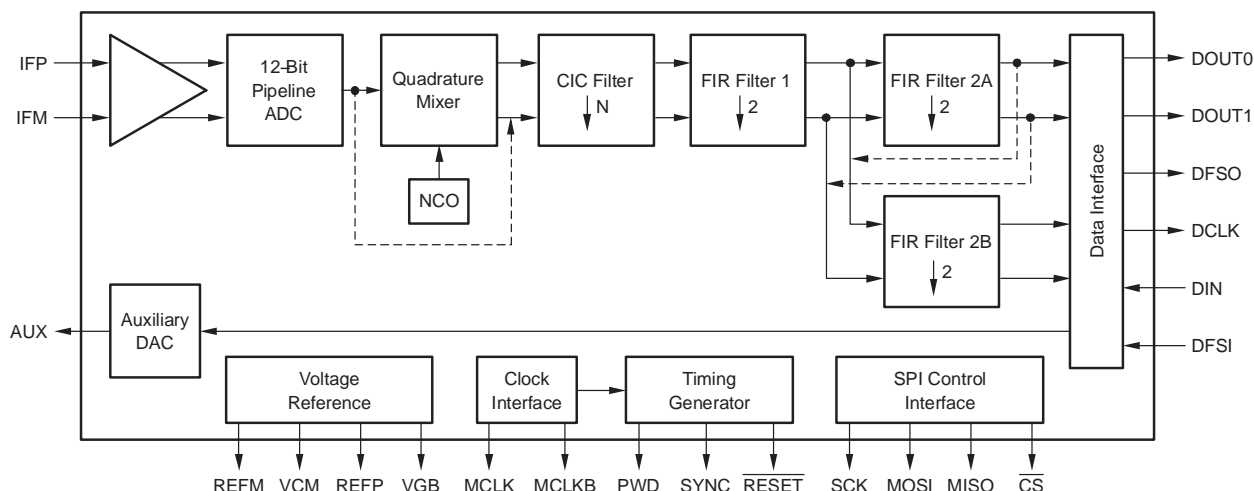 IFP
IFM
12-Bit
Pipeline
ADC
Quadrature
Mixer
NCO
CIC Filter
N
FIR Filter 1
2
FIR Filter 2A
2
FIR Filter 2B
2
Data Interface
DOUT0
DOUT1
DFSO
DCLK
DIN
DFSI
AUX
Auxiliary
DAC
Voltage
Reference
Clock
Interface
Timing
Generator
SPI Control
Interface
REFM VCM REFP VGB MCLK MCLKB PWD SYNC RESET SCK MOSI MISO CS